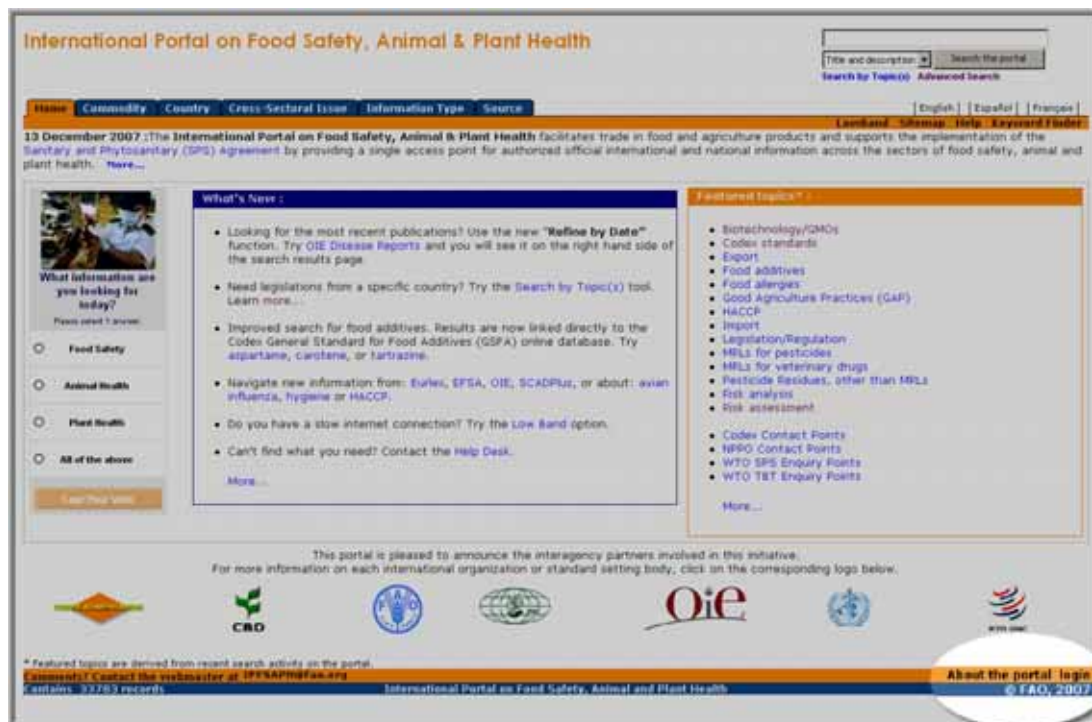 International Portal on Food Safety, Animal & Plant Health
Title and description Search the portal
Search by Topic(s) Advanced Search
Home Commodity Country Cross-Sectoral Issue Information Type Source
[English] [Español] [Français]
Lowband Sitemap Help Keyword Finder
13 December 2007 :The International Portal on Food Safety, Animal & Plant Health facilitates trade in food and agriculture products and supports the implementation of the
Sanitary and Phytosanitary (SPS) Agreement by providing a single access point for authorized official international and national information across the sectors of food safety, animal and
plant health. More...
What information are
you looking for
today?
Please select 1 answer.
Food Safety
Animal Health
Plant Health
All of the above
Cast Your Vote
What's New :
• Looking for the most recent publications? Use the new "Refine by Date"
function. Try OIE Disease Reports and you will see it on the right hand side of
the search results page.
• Need legislations from a specific country? Try the Search by Topic(s) tool.
Learn more...
• Improved search for food additives. Results are now linked directly to the
Codex General Standard for Food Additives (GSFA) online database. Try
aspartame, carotene, or tartrazine.
• Navigate new information from: Eurlex, EFSA, OIE, SCADPlus, or about: avian
influenza, hygiene or HACCP.
• Do you have a slow internet connection? Try the Low Band option.
• Can't find what you need? Contact the Help Desk.
More...
Featured topics* :
• Biotechnology/GMOs
• Codex standards
• Export
• Food additives
• Food allergies
• Good Agriculture Practices (GAP)
• HACCP
• Import
• Legislation/Regulation
• MRLs for pesticides
• MRLs for veterinary drugs
• Pesticide Residues, other than MRLs
• Risk analysis
• Risk assessment
• Codex Contact Points
• NPPO Contact Points
• WTO SPS Enquiry Points
• WTO TBT Enquiry Points
More...
This portal is pleased to announce the interagency partners involved in this initiative.
For more information on each international organization or standard setting body, click on the corresponding logo below.
CBD
Oie
* Featured topics are derived from recent search activity on the portal.
Comments? Contact the webmaster at IPFSAPH@fao.org
About the portal login
Contains 33783 records International Portal on Food Safety, Animal and Plant Health © FAO, 2007